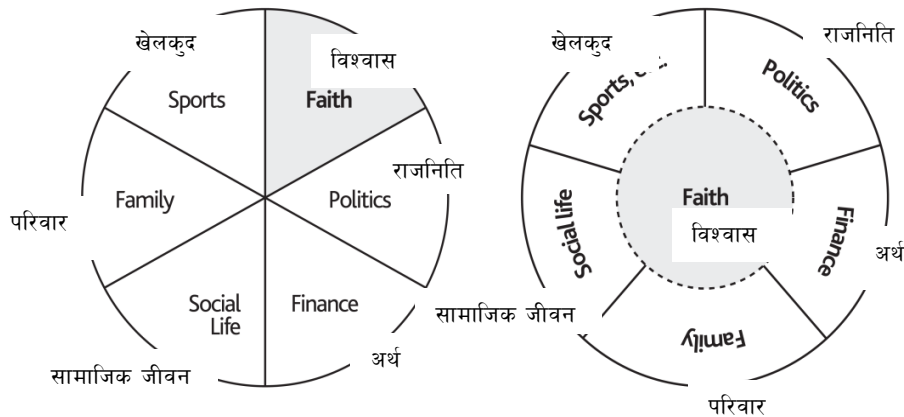 खेलकुद
विश्वास
Sports
Faith
राजनिति
Family
Politics
परिवार
Social
Life
Finance
अर्थ
सामाजिक जीवन
खेलकुद
राजनिति
Sports,
Politics
Faith
विश्वास
Social life
Finance
अर्थ
सामाजिक जीवन
Family
परिवार